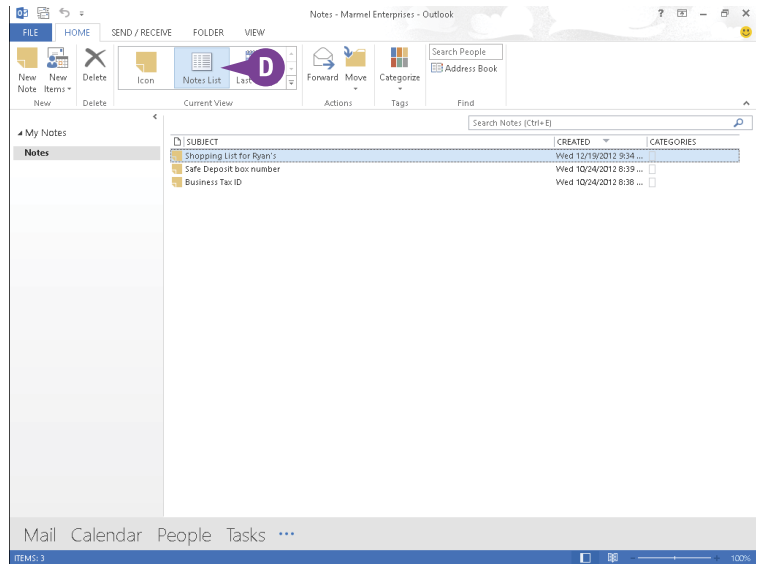 Notes - Marmel Enterprises - Outlook
FILE HOME SEND / RECEIVE FOLDER VIEW
New Note
New Items
Delete
Icon
Notes List
D
Forward
Move
Categorize
Search People
Address Book
New Delete Current View Actions Tags Find
Search Notes (Ctrl+E)
My Notes
Notes
SUBJECT CREATED CATEGORIES
Shopping List for Ryan's Wed 12/19/2012 9:34 ...
Safe Deposit box number Wed 10/24/2012 8:39 ...
Business Tax ID Wed 10/24/2012 8:38 ...
Mail Calendar People Tasks ...
ITEMS: 3 100%